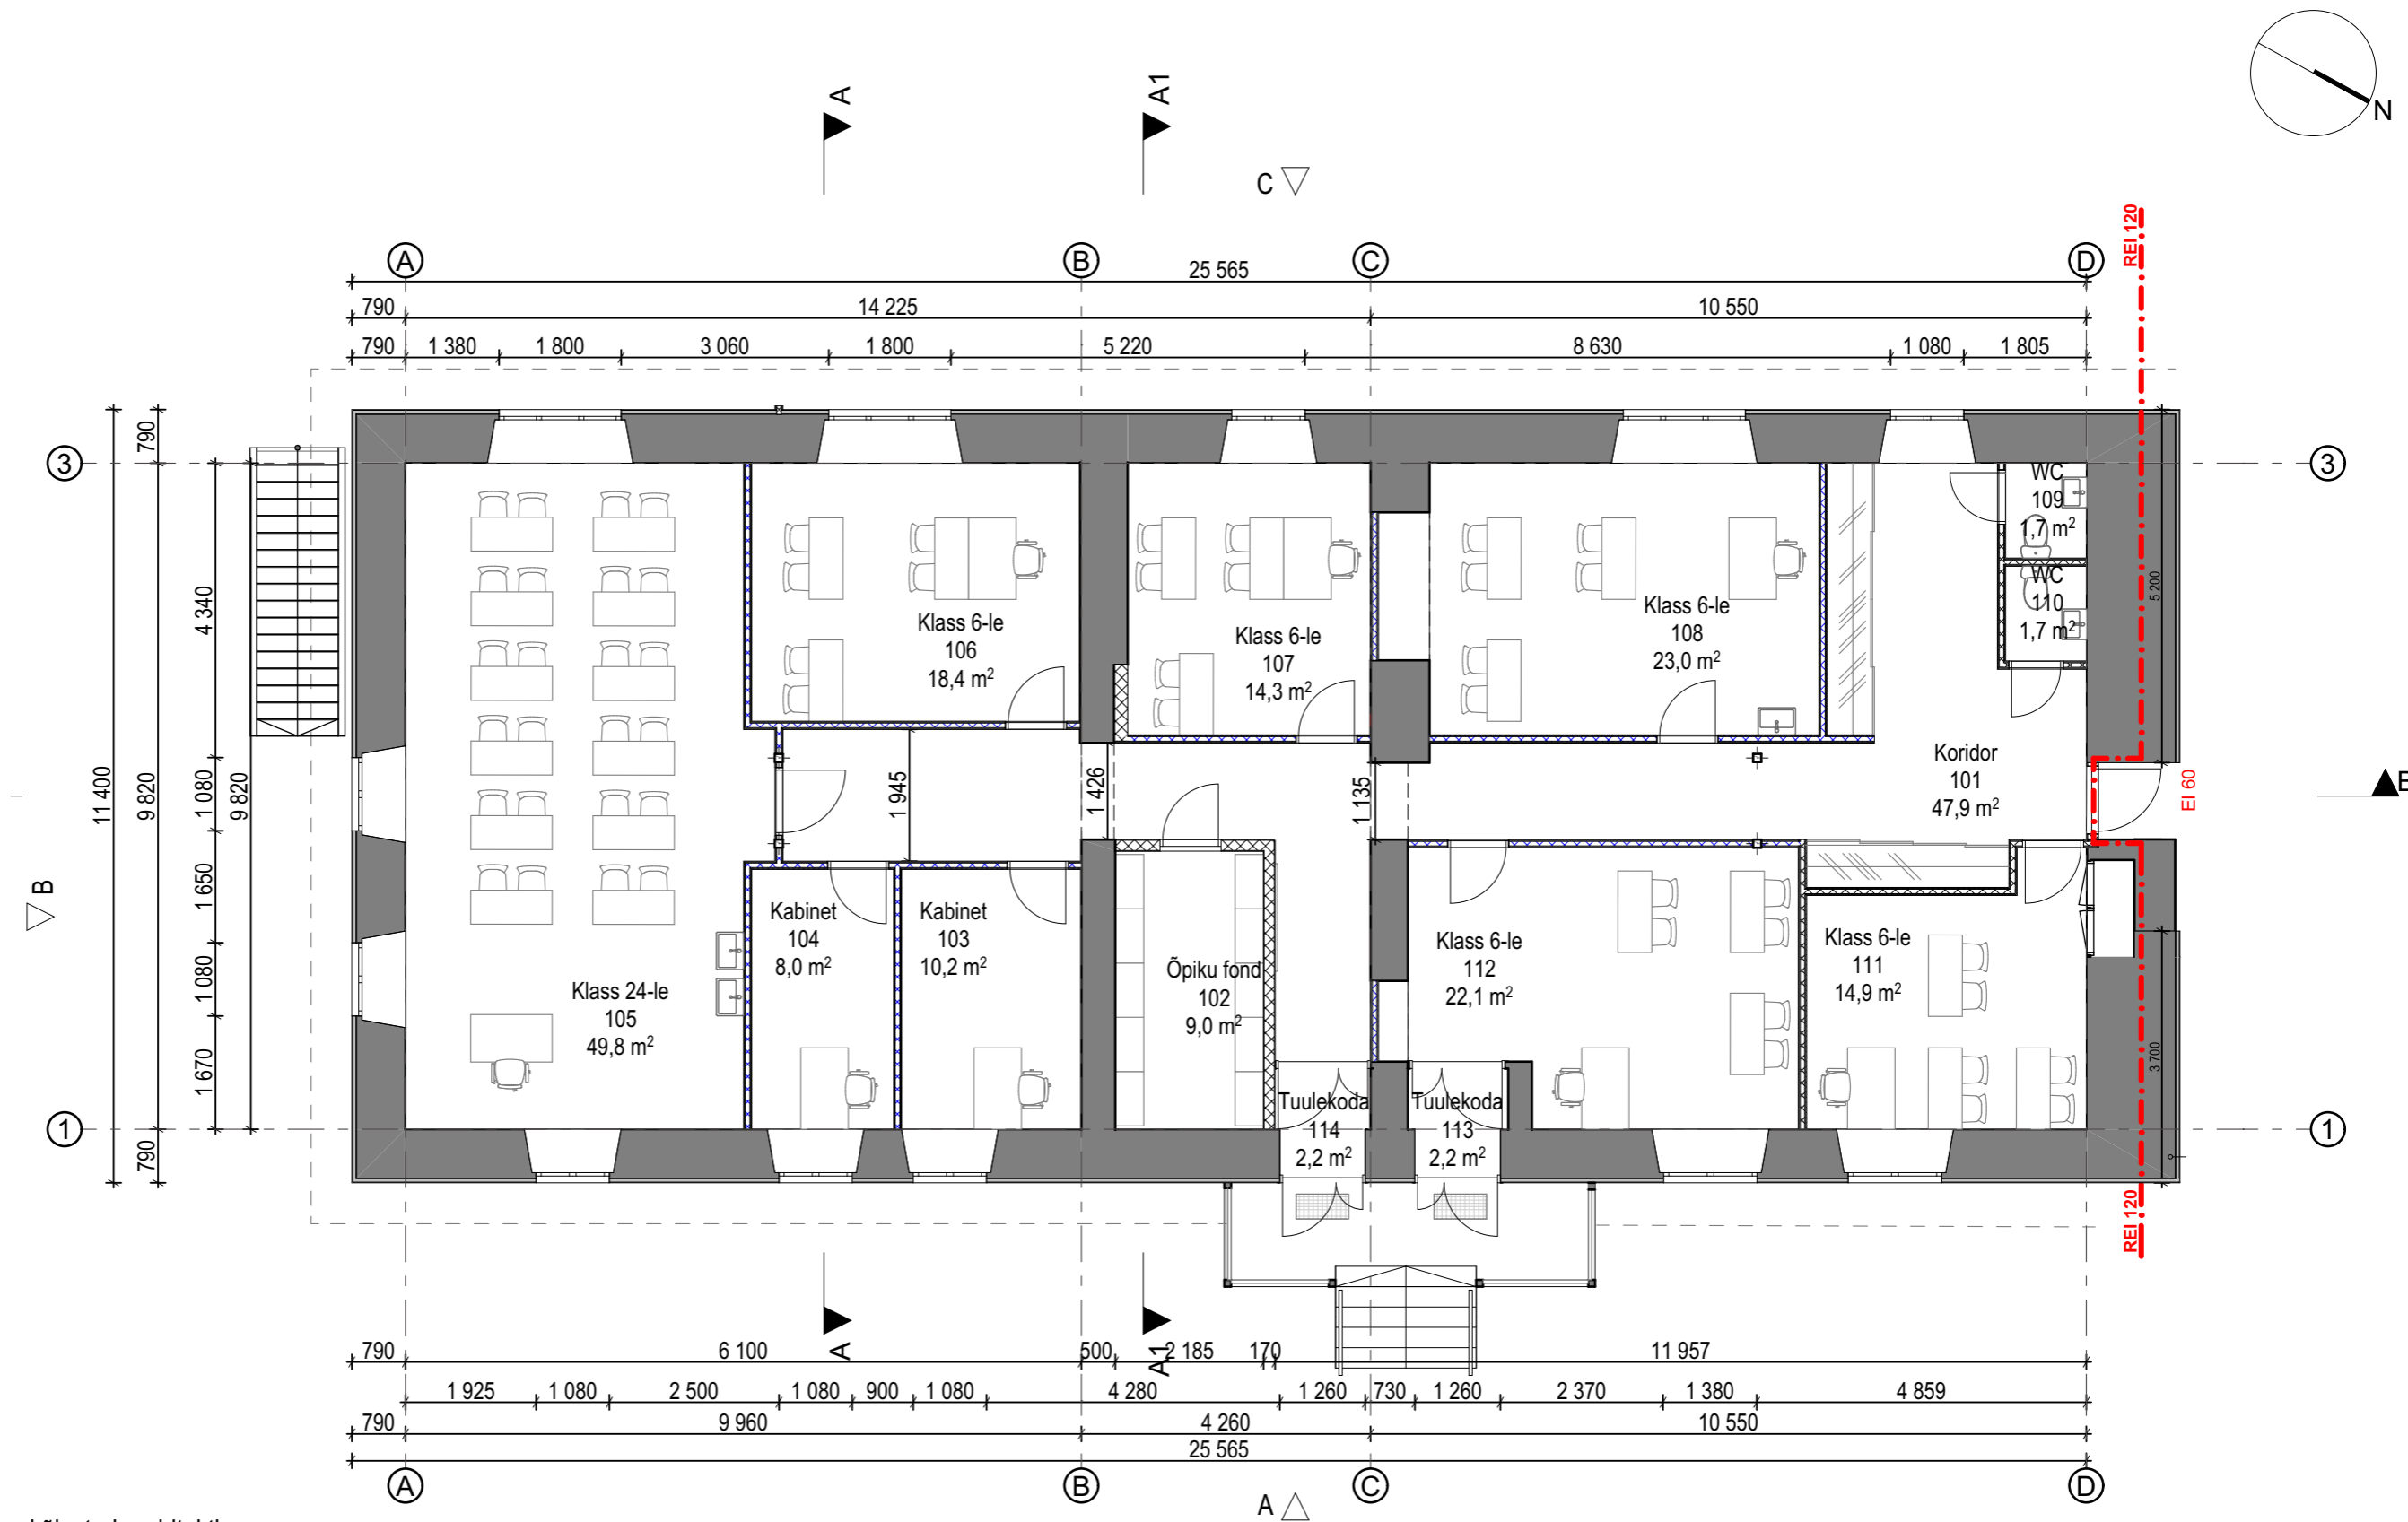 N
A
A1
C
REI 120
A
B
C
D
25 565
790
14 225
10 550
790
1 380
1 800
3 060
1 800
5 220
8 630
1 080
1 805
3
3
790
4 340
11 400
9 820
1 080
9 820
1 650
1 080
1 670
790
B
1
1
WC
109
1,7 m²
WC
110
1,7 m²
5 200
Klass 6-le
106
18,4 m²
Klass 6-le
107
14,3 m²
Klass 6-le
108
23,0 m²
1 945
1 426
1 135
Koridor
101
47,9 m²
EI 60
Kabinet
104
8,0 m²
Kabinet
103
10,2 m²
Klass 24-le
105
49,8 m²
Õpiku fond
102
9,0 m²
Klass 6-le
112
22,1 m²
Klass 6-le
111
14,9 m²
3 700
Tuulekoda
114
2,2 m²
Tuulekoda
113
2,2 m²
REI 120
A
A1
790
6 100
500
2 185
170
11 957
1 925
1 080
2 500
1 080
900
1 080
4 280
1 260
730
1 260
2 370
1 380
4 859
790
9 960
4 260
10 550
25 565
A
B
C
D
A